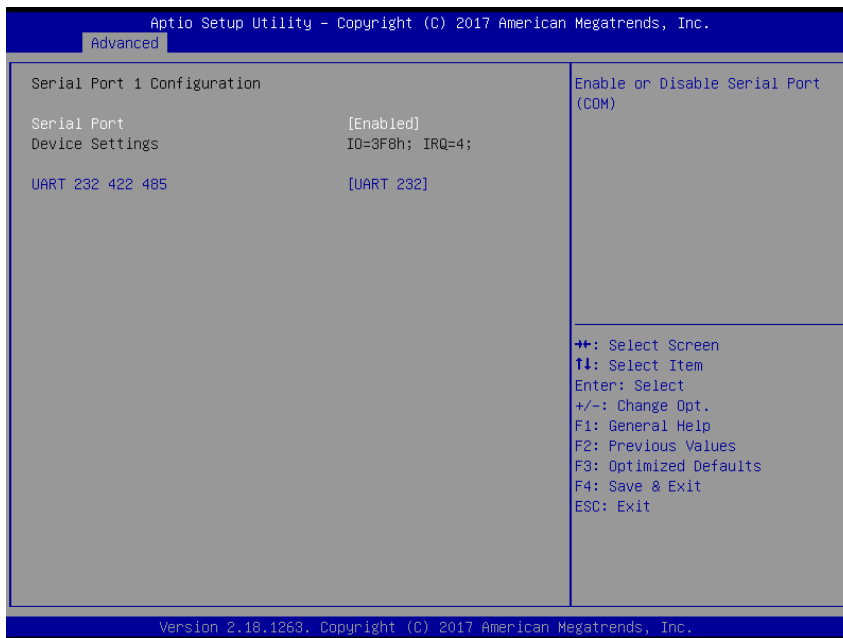 Aptio Setup Utility – Copyright (C) 2017 American Megatrends, Inc.
Advanced
Serial Port 1 Configuration
Serial Port [Enabled]
Device Settings IO=3F8h; IRQ=4;
UART 232 422 485 [UART 232]
Enable or Disable Serial Port
(COM)
→←: Select Screen
↑↓: Select Item
Enter: Select
+/-: Change Opt.
F1: General Help
F2: Previous Values
F3: Optimized Defaults
F4: Save & Exit
ESC: Exit
Version 2.18.1263. Copyright (C) 2017 American Megatrends, Inc.